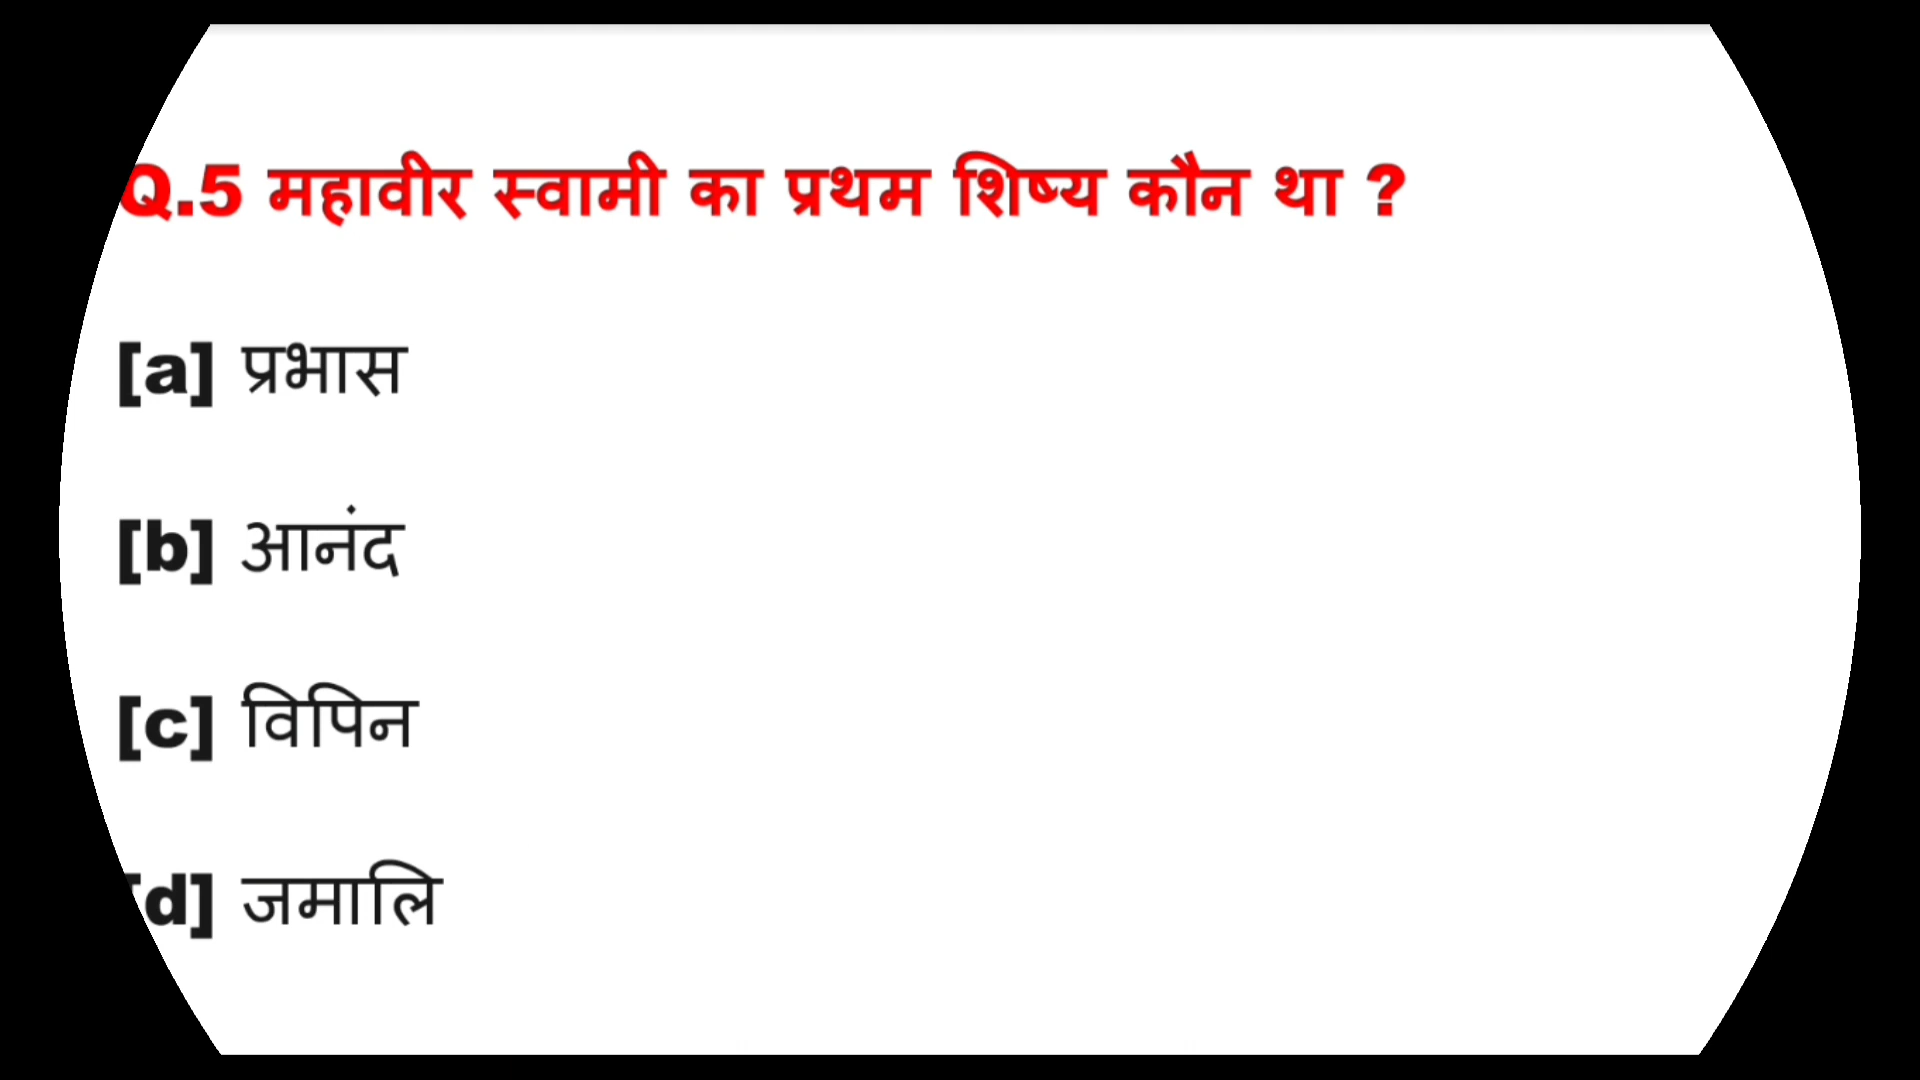 Q.5 महावीर स्वामी का प्रथम शिष्य कौन था ?
[a] प्रभास
[b] आनंद
[c] विपिन
[d] जमालि